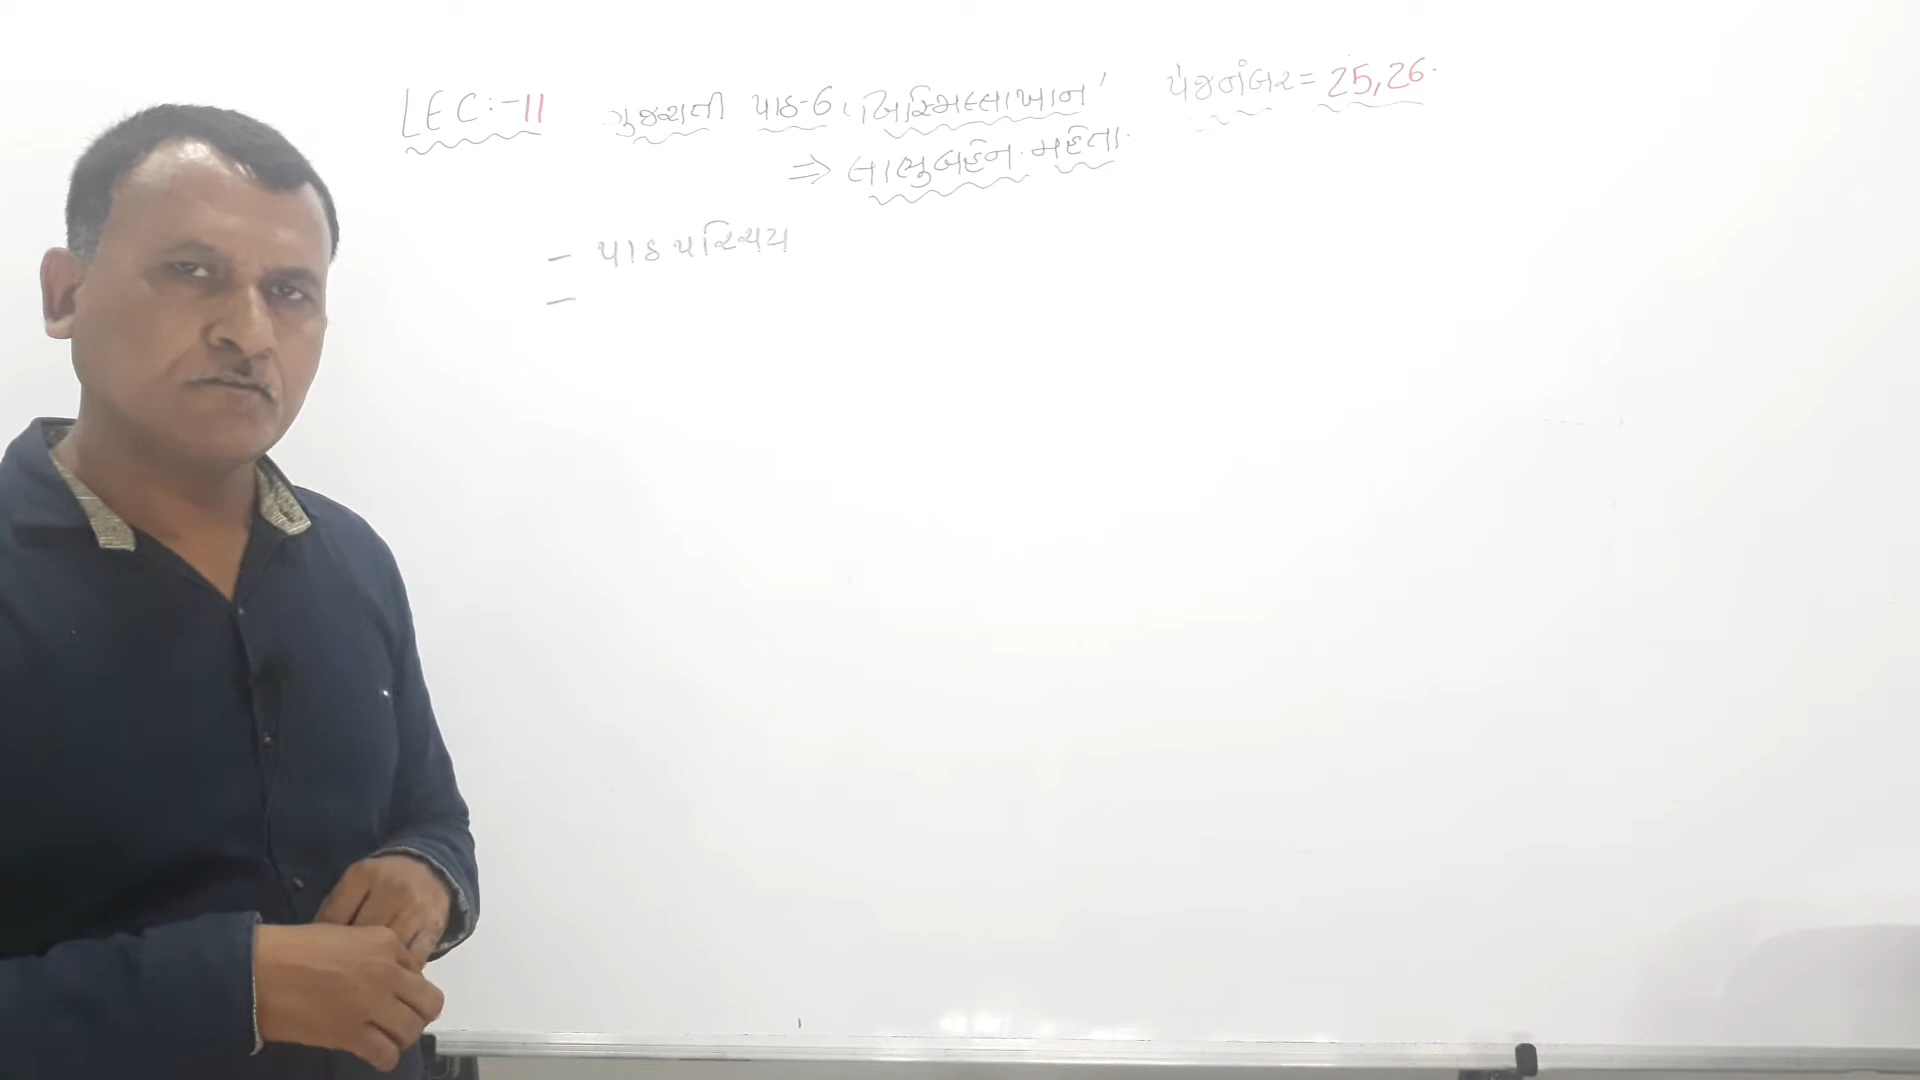 LEC:-11 ગુજરાતી પાઠ-6 'બિસ્મિલ્લાખાન' પેજનંબર = 25,26.
⇒ લાભુબહેન મહેતા.
- પાઠ પરિચય
-